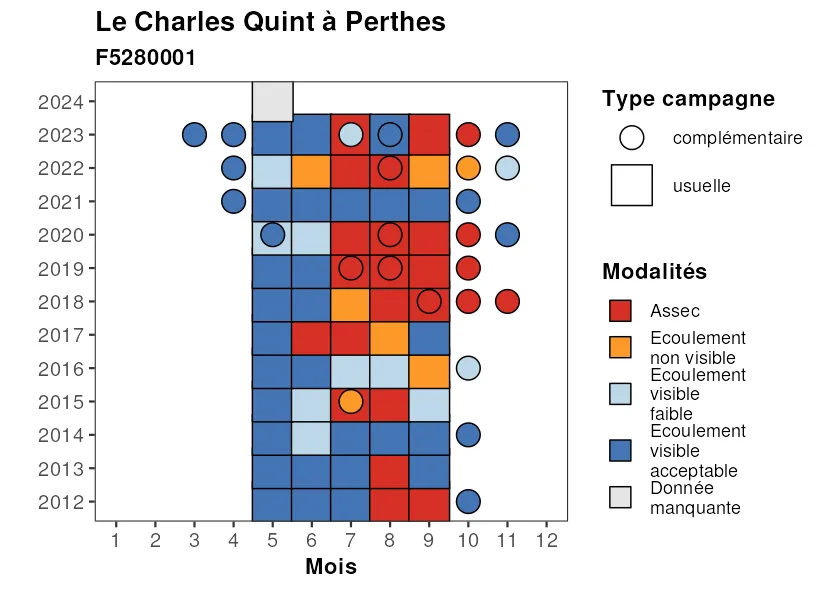 Le Charles Quint à Perthes
F5280001
2024
2023
2022
2021
2020
2019
2018
2017
2016
2015
2014
2013
2012
1 2 3 4 5 6 7 8 9 10 11 12
Mois
Type campagne
complémentaire
usuelle
Modalités
Assec
Ecoulement
non visible
Ecoulement
visible
faible
Ecoulement
visible
acceptable
Donnée
manquante